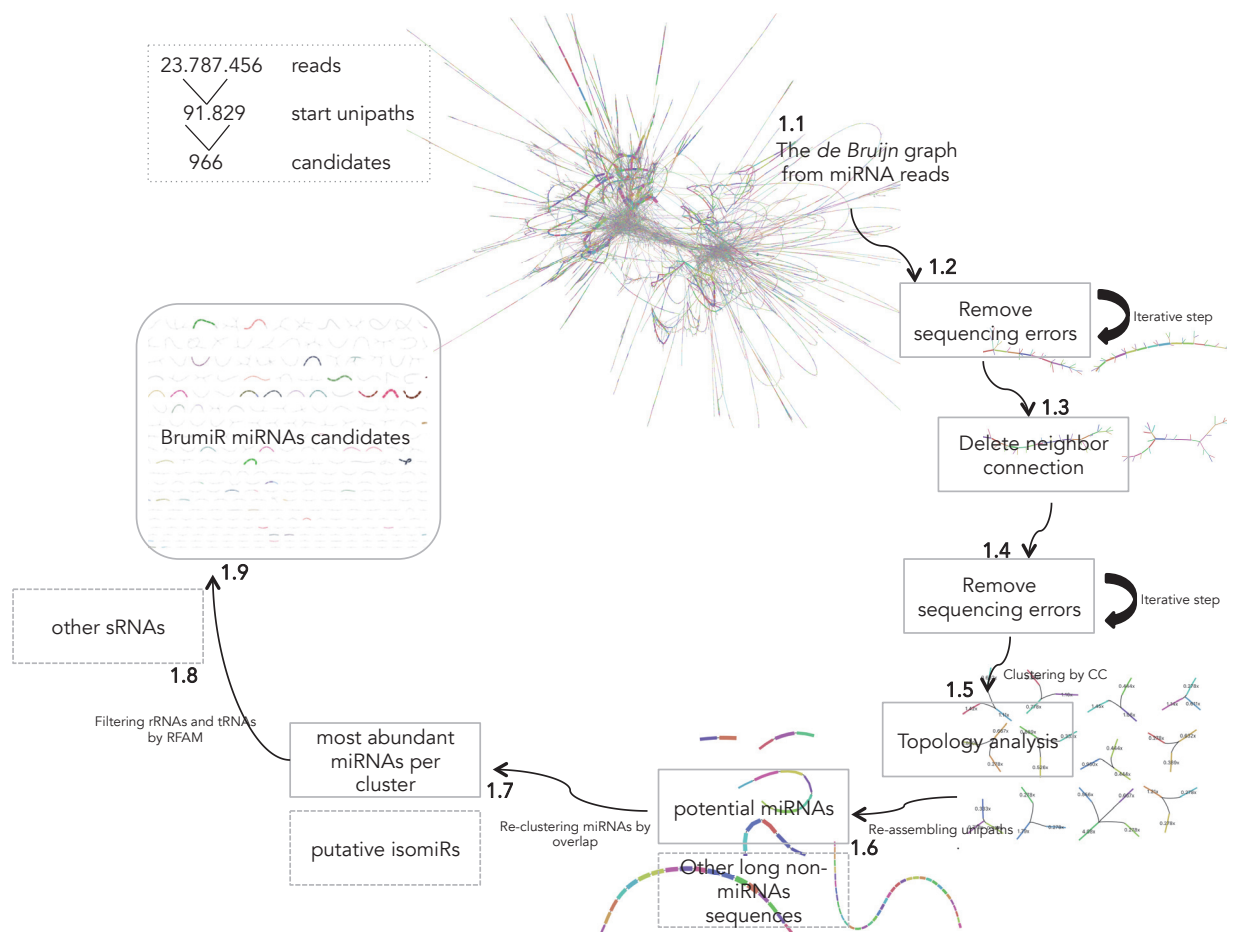 23.787.456 reads
91.829 start unipaths
966 candidates
1.1
The de Bruijn graph
from miRNA reads
1.2
Remove
sequencing errors
Iterative step
1.3
Delete neighbor
connection
1.4
Remove
sequencing errors
Iterative step
Clustering by CC
1.5
Topology analysis
Re-assembling unipaths
1.6
potential miRNAs
Other long non-
miRNAs
sequences
Re-clustering miRNAs by
overlap
1.7
most abundant
miRNAs per
cluster
putative isomiRs
Filtering rRNAs and tRNAs
by RFAM
1.8
other sRNAs
1.9
BrumiR miRNAs candidates